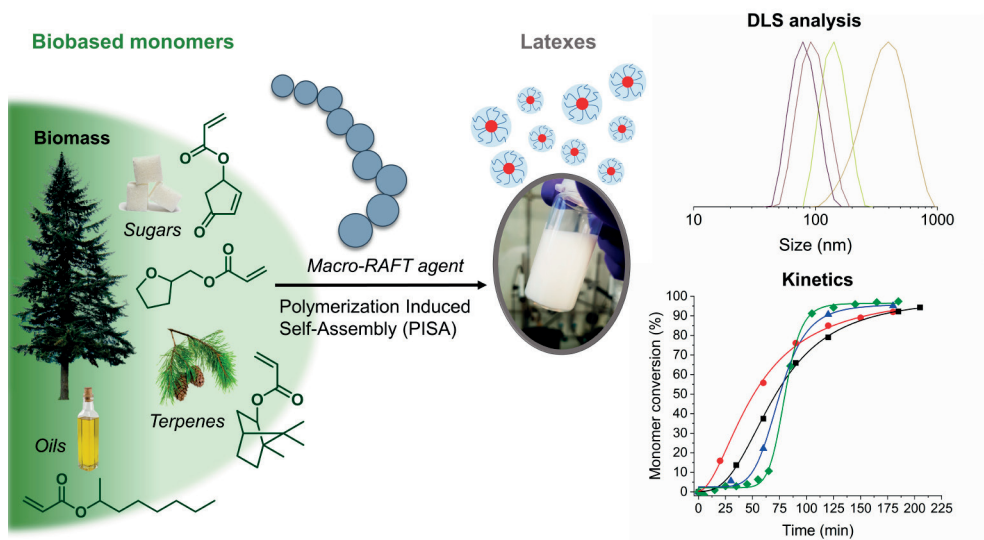 Biobased monomers
Biomass
Sugars
O
O
O
O
O
O
Terpenes
O
O
Oils
O
O
Macro-RAFT agent
Polymerization Induced
Self-Assembly (PISA)
Latexes
DLS analysis
10
100
1000
Size (nm)
Kinetics
Monomer conversion (%)
100
90
80
70
60
50
40
30
20
10
0
0 25 50 75 100 125 150 175 200 225
Time (min)